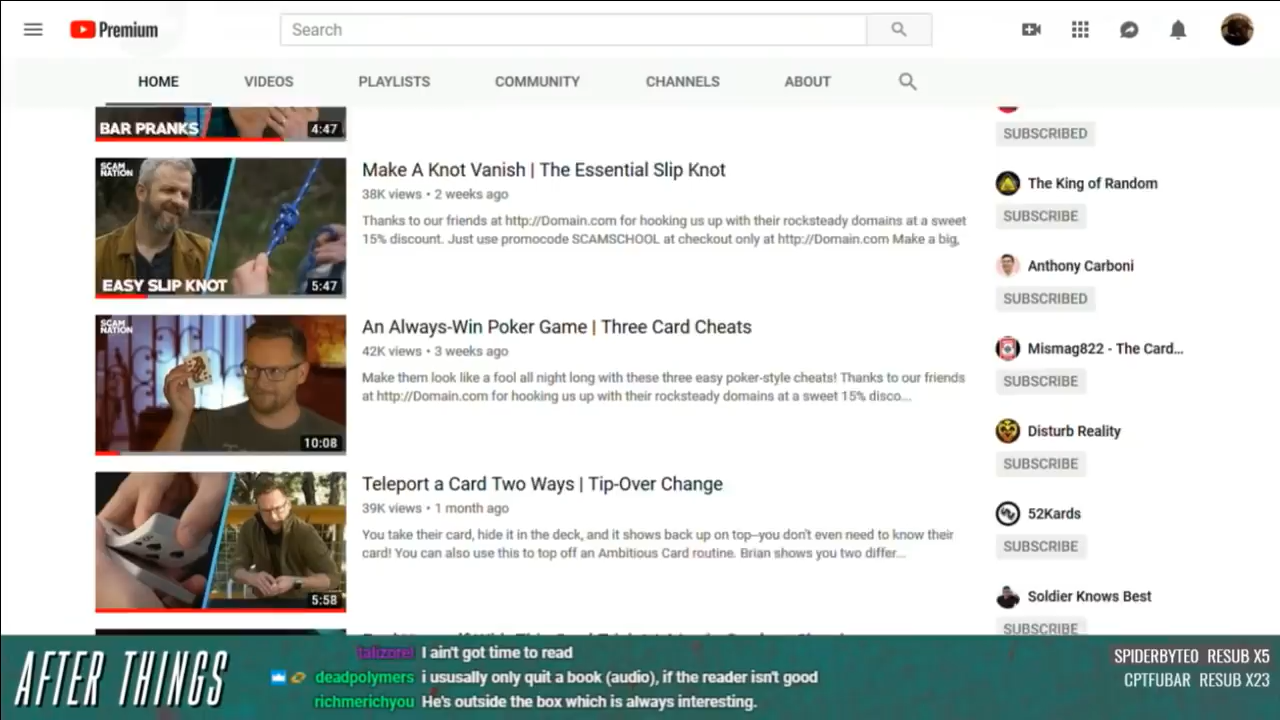 Premium
Search
HOME
VIDEOS
PLAYLISTS
COMMUNITY
CHANNELS
ABOUT
BAR PRANKS
4:47
SCAM
NATION
EASY SLIP KNOT
5:47
Make A Knot Vanish | The Essential Slip Knot
38K views • 2 weeks ago
Thanks to our friends at http://Domain.com for hooking us up with their rocksteady domains at a sweet
15% discount. Just use promocode SCAMSCHOOL at checkout only at http://Domain.com Make a big,
SCAM
NATION
10:08
An Always-Win Poker Game | Three Card Cheats
42K views • 3 weeks ago
Make them look like a fool all night long with these three easy poker-style cheats! Thanks to our friends
at http://Domain.com for hooking us up with their rocksteady domains at a sweet 15% disco...
5:58
Teleport a Card Two Ways | Tip-Over Change
39K views • 1 month ago
You take their card, hide it in the deck, and it shows back up on top--you don't even need to know their
card! You can also use this to top off an Ambitious Card routine. Brian shows you two differ...
SUBSCRIBED
The King of Random
SUBSCRIBE
Anthony Carboni
SUBSCRIBED
Mismag822 - The Card...
SUBSCRIBE
Disturb Reality
SUBSCRIBE
52Kards
SUBSCRIBE
Soldier Knows Best
SUBSCRIBE
AFTER THINGS
talizorel I ain't got time to read
deadpolymers i ususally only quit a book (audio), if the reader isn't good
richmerichyou He's outside the box which is always interesting.
SPIDERBYTE0 RESUB X5
CPTFUBAR RESUB X23